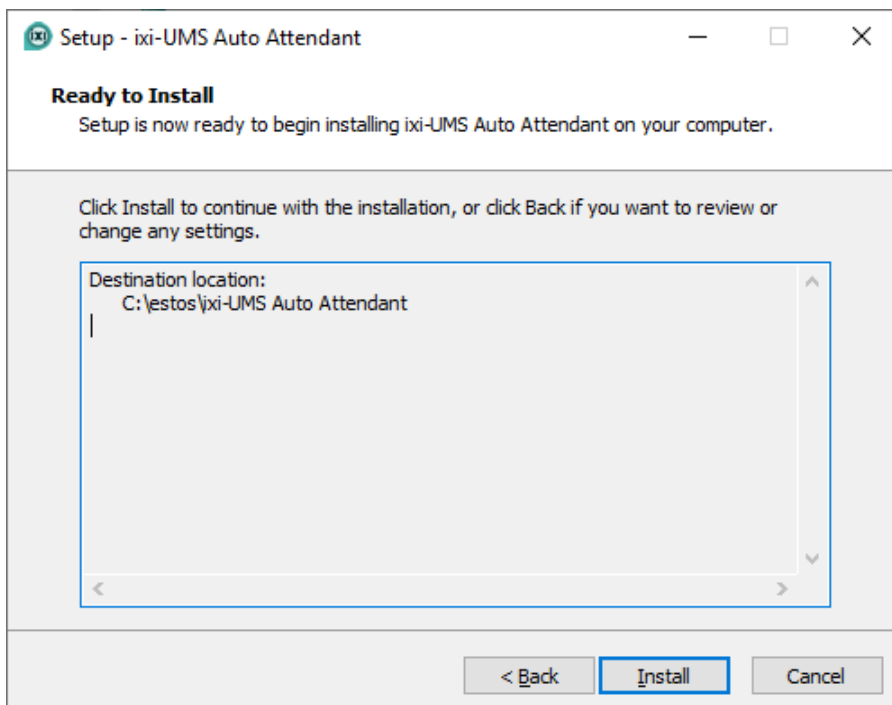 Setup - ixi-UMS Auto Attendant
Ready to Install
Setup is now ready to begin installing ixi-UMS Auto Attendant on your computer.
Click Install to continue with the installation, or click Back if you want to review or
change any settings.
Destination location:
C:\estos\ixi-UMS Auto Attendant
< Back
Install
Cancel